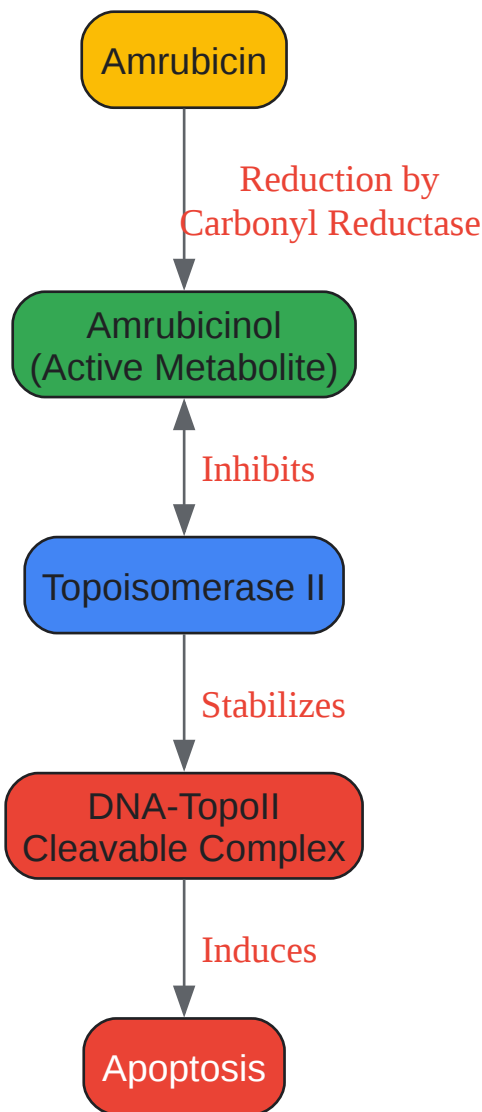 Amrubicin
Reduction by
Carbonyl Reductase
Amrubicinol
(Active Metabolite)
Inhibits
Topoisomerase II
Stabilizes
DNA-TopoII
Cleavable Complex
Induces
Apoptosis